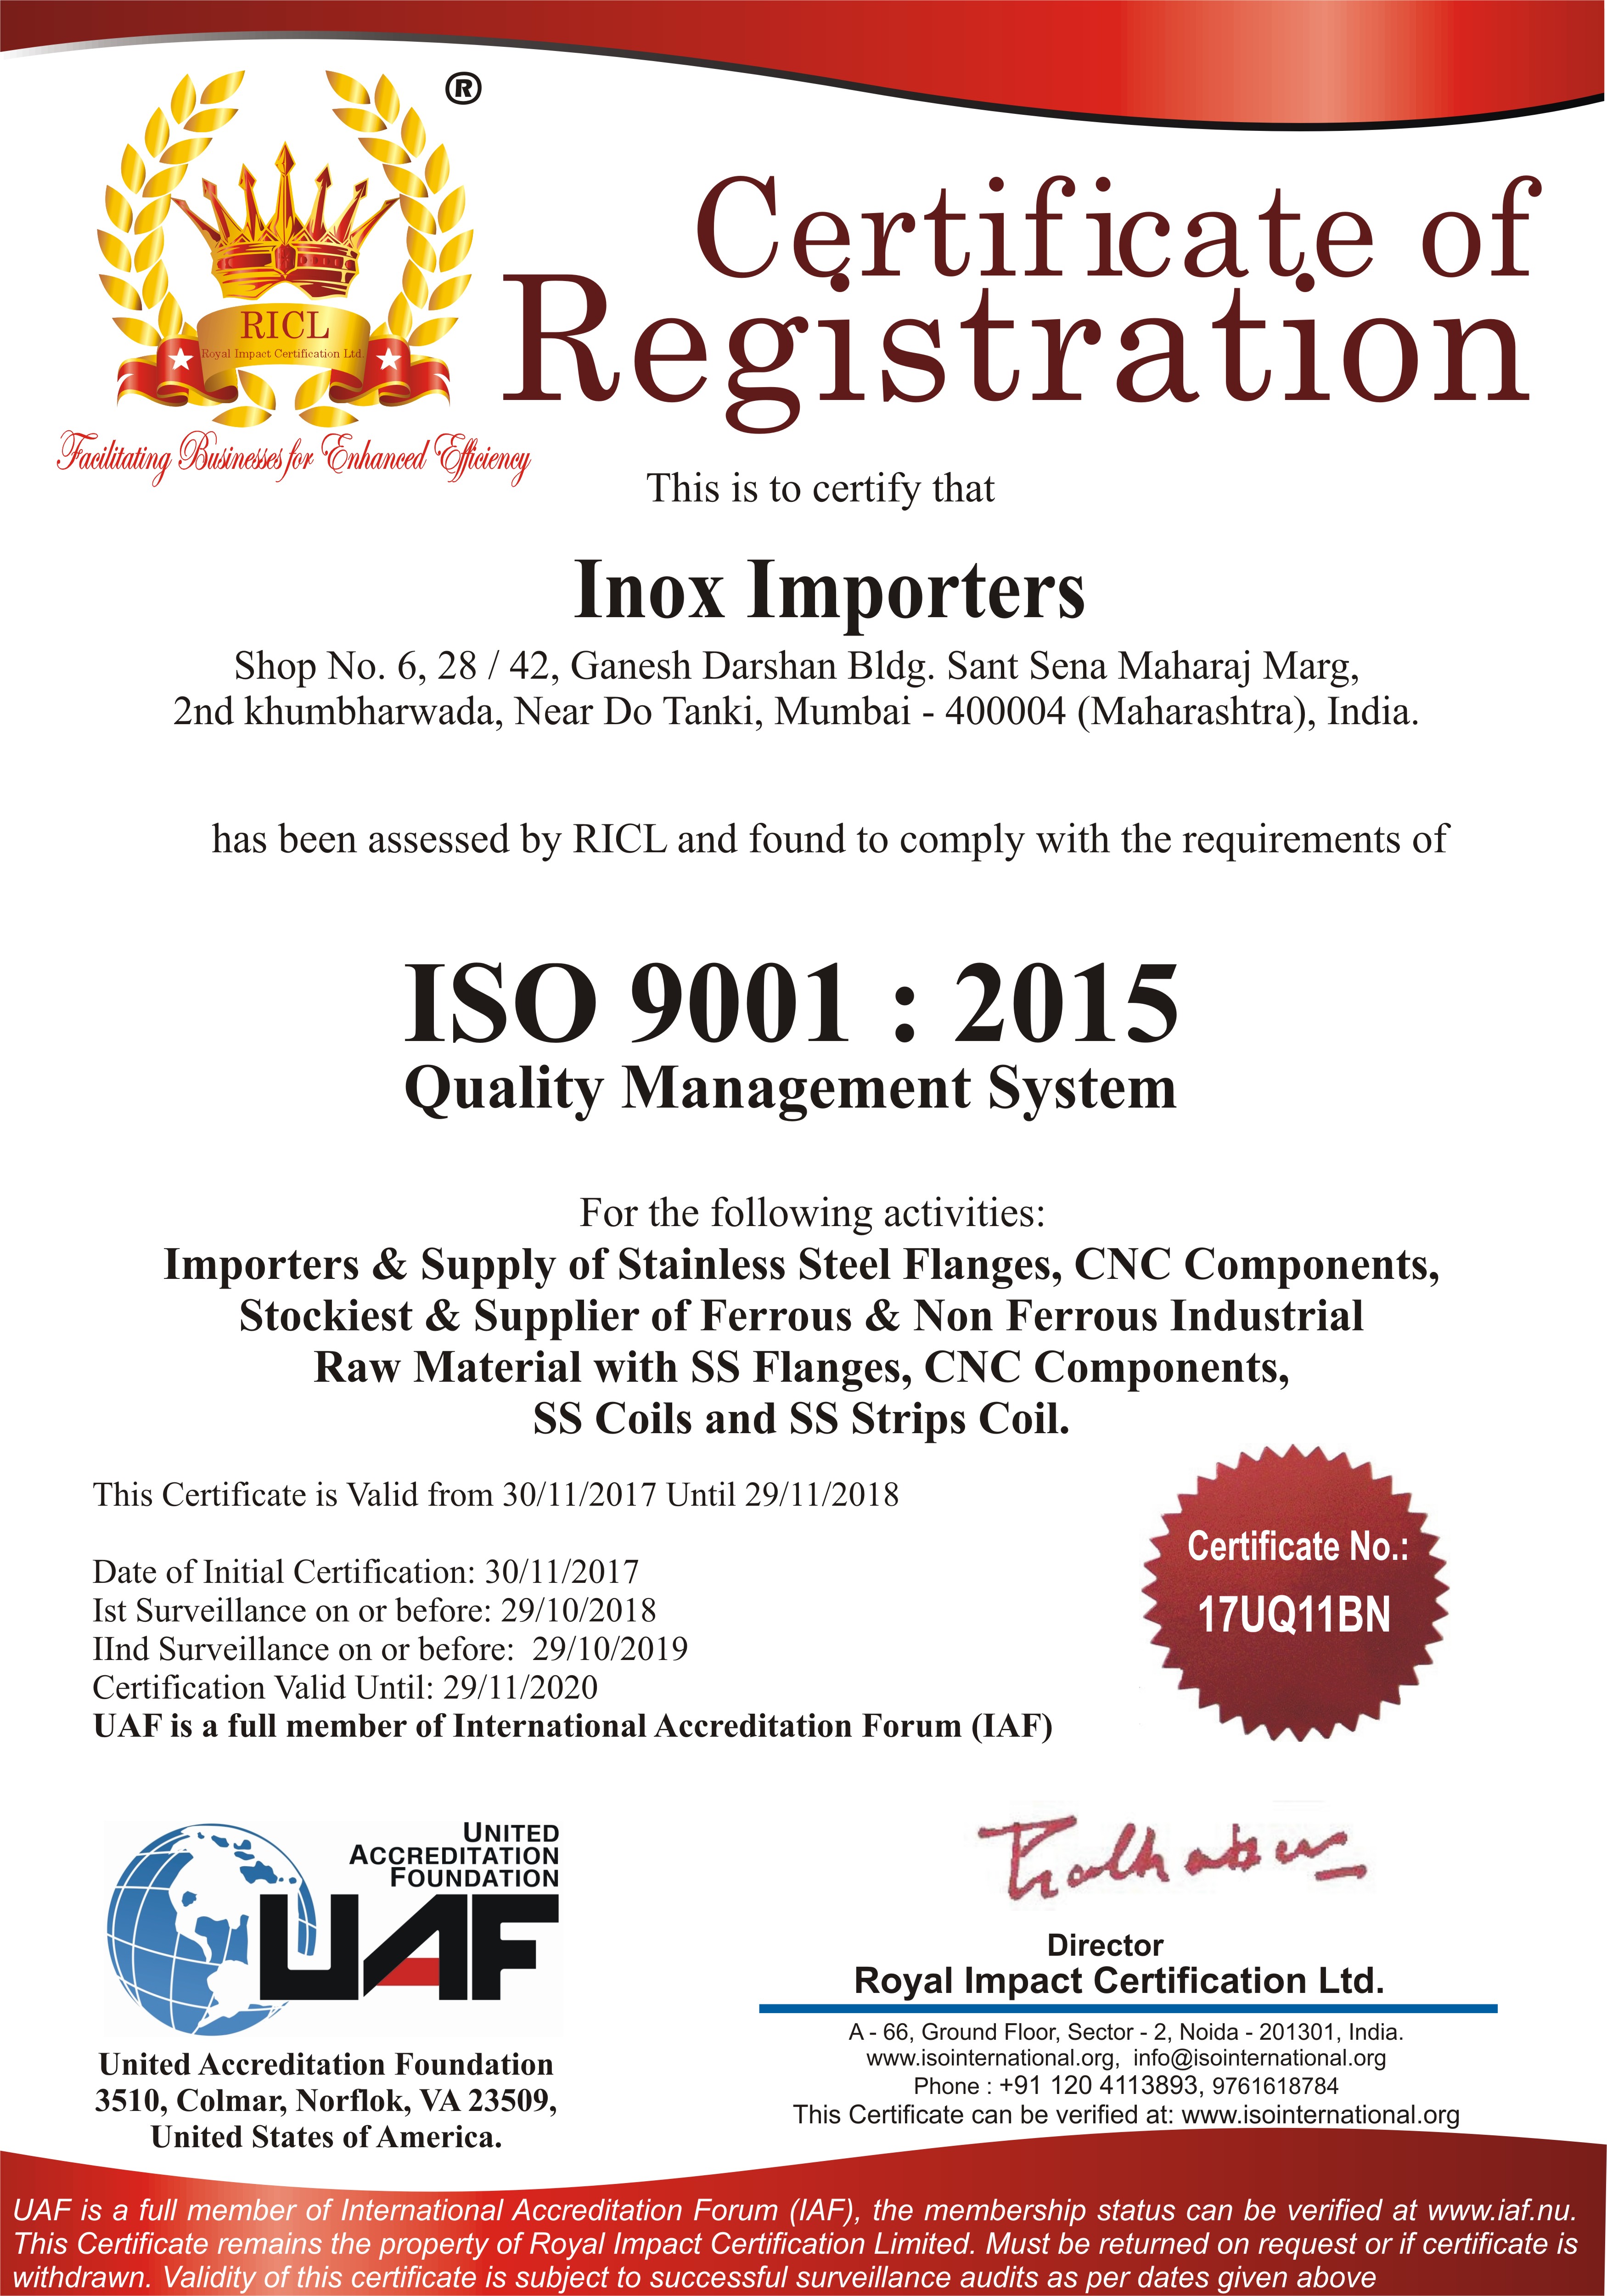 ®
RICL
Royal Impact Certification Ltd
Facilitating Businesses for Enhanced Efficiency
Certificate of
Registration
This is to certify that
Inox Importers
Shop No. 6, 28 / 42, Ganesh Darshan Bldg. Sant Sena Maharaj Marg,
2nd khumbharwada, Near Do Tanki, Mumbai - 400004 (Maharashtra), India.
has been assessed by RICL and found to comply with the requirements of
ISO 9001 : 2015
Quality Management System
For the following activities:
Importers & Supply of Stainless Steel Flanges, CNC Components,
Stockiest & Supplier of Ferrous & Non Ferrous Industrial
Raw Material with SS Flanges, CNC Components,
SS Coils and SS Strips Coil.
This Certificate is Valid from 30/11/2017 Until 29/11/2018
Date of Initial Certification: 30/11/2017
Ist Surveillance on or before: 29/10/2018
IInd Surveillance on or before: 29/10/2019
Certification Valid Until: 29/11/2020
UAF is a full member of International Accreditation Forum (IAF)
Certificate No.:
17UQ11BN
UNITED
ACCREDITATION
FOUNDATION
UAF
United Accreditation Foundation
3510, Colmar, Norflok, VA 23509,
United States of America.
Director
Royal Impact Certification Ltd.
A - 66, Ground Floor, Sector - 2, Noida - 201301, India.
www.isointernational.org, info@isointernational.org
Phone : +91 120 4113893, 9761618784
This Certificate can be verified at: www.isointernational.org
UAF is a full member of International Accreditation Forum (IAF), the membership status can be verified at www.iaf.nu.
This Certificate remains the property of Royal Impact Certification Limited. Must be returned on request or if certificate is
withdrawn. Validity of this certificate is subject to successful surveillance audits as per dates given above